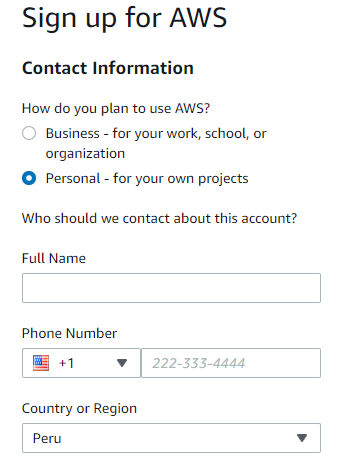 Sign up for AWS
Contact Information
How do you plan to use AWS?
Business - for your work, school, or
organization
Personal - for your own projects
Who should we contact about this account?
Full Name
Phone Number
+1 222-333-4444
Country or Region
Peru